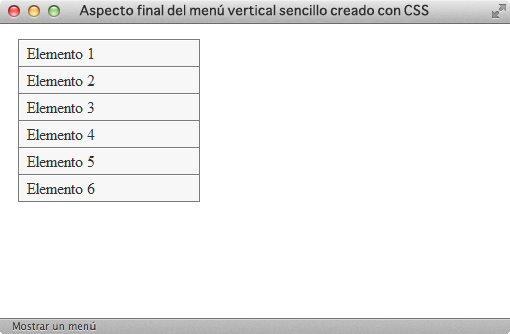 Aspecto final del menú vertical sencillo creado con CSS
Elemento 1
Elemento 2
Elemento 3
Elemento 4
Elemento 5
Elemento 6
Mostrar un menú